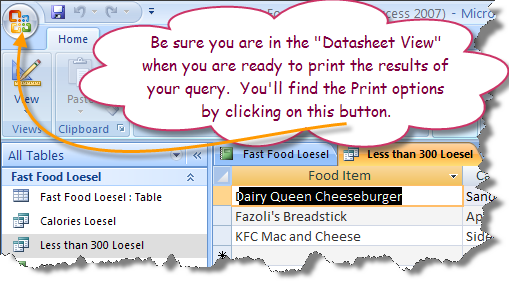 Fo
ccess 2007) - Micro
Home
Be sure you are in the "Datasheet View"
when you are ready to print the results of
your query. You'll find the Print options
by clicking on this button.
View
Paste
Views
Clipboard
All Tables
Fast Food Loesel
Less than 300 Loesel
Fast Food Loesel
Food Item
Ca
Fast Food Loesel : Table
Dairy Queen Cheeseburger
Sand
Calories Loesel
Fazoli's Breadstick
Ap
Less than 300 Loesel
KFC Mac and Cheese
Side